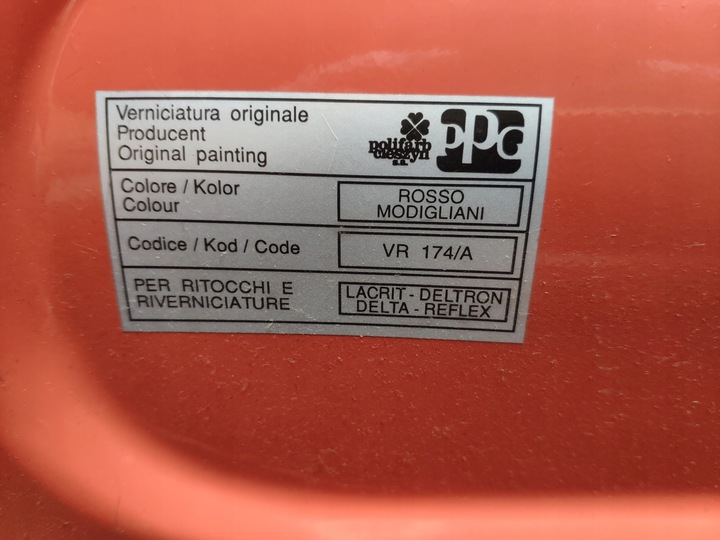 Verniciatura originale
Producent
Original painting
polifarb
cieszyn
s.a.
PPG
Colore / Kolor
Colour
ROSSO
MODIGLIANI
Codice / Kod / Code
VR 174/A
PER RITOCCHI E
RIVERNICIATURE
LACRIT - DELTRON
DELTA - REFLEX